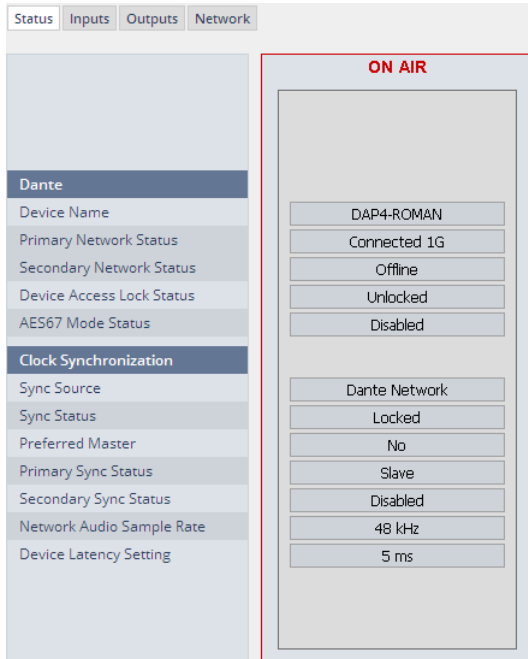 Status Inputs Outputs Network
ON AIR
Dante
Device Name DAP4-ROMAN
Primary Network Status Connected 1G
Secondary Network Status Offline
Device Access Lock Status Unlocked
AES67 Mode Status Disabled
Clock Synchronization
Sync Source Dante Network
Sync Status Locked
Preferred Master No
Primary Sync Status Slave
Secondary Sync Status Disabled
Network Audio Sample Rate 48 kHz
Device Latency Setting 5 ms